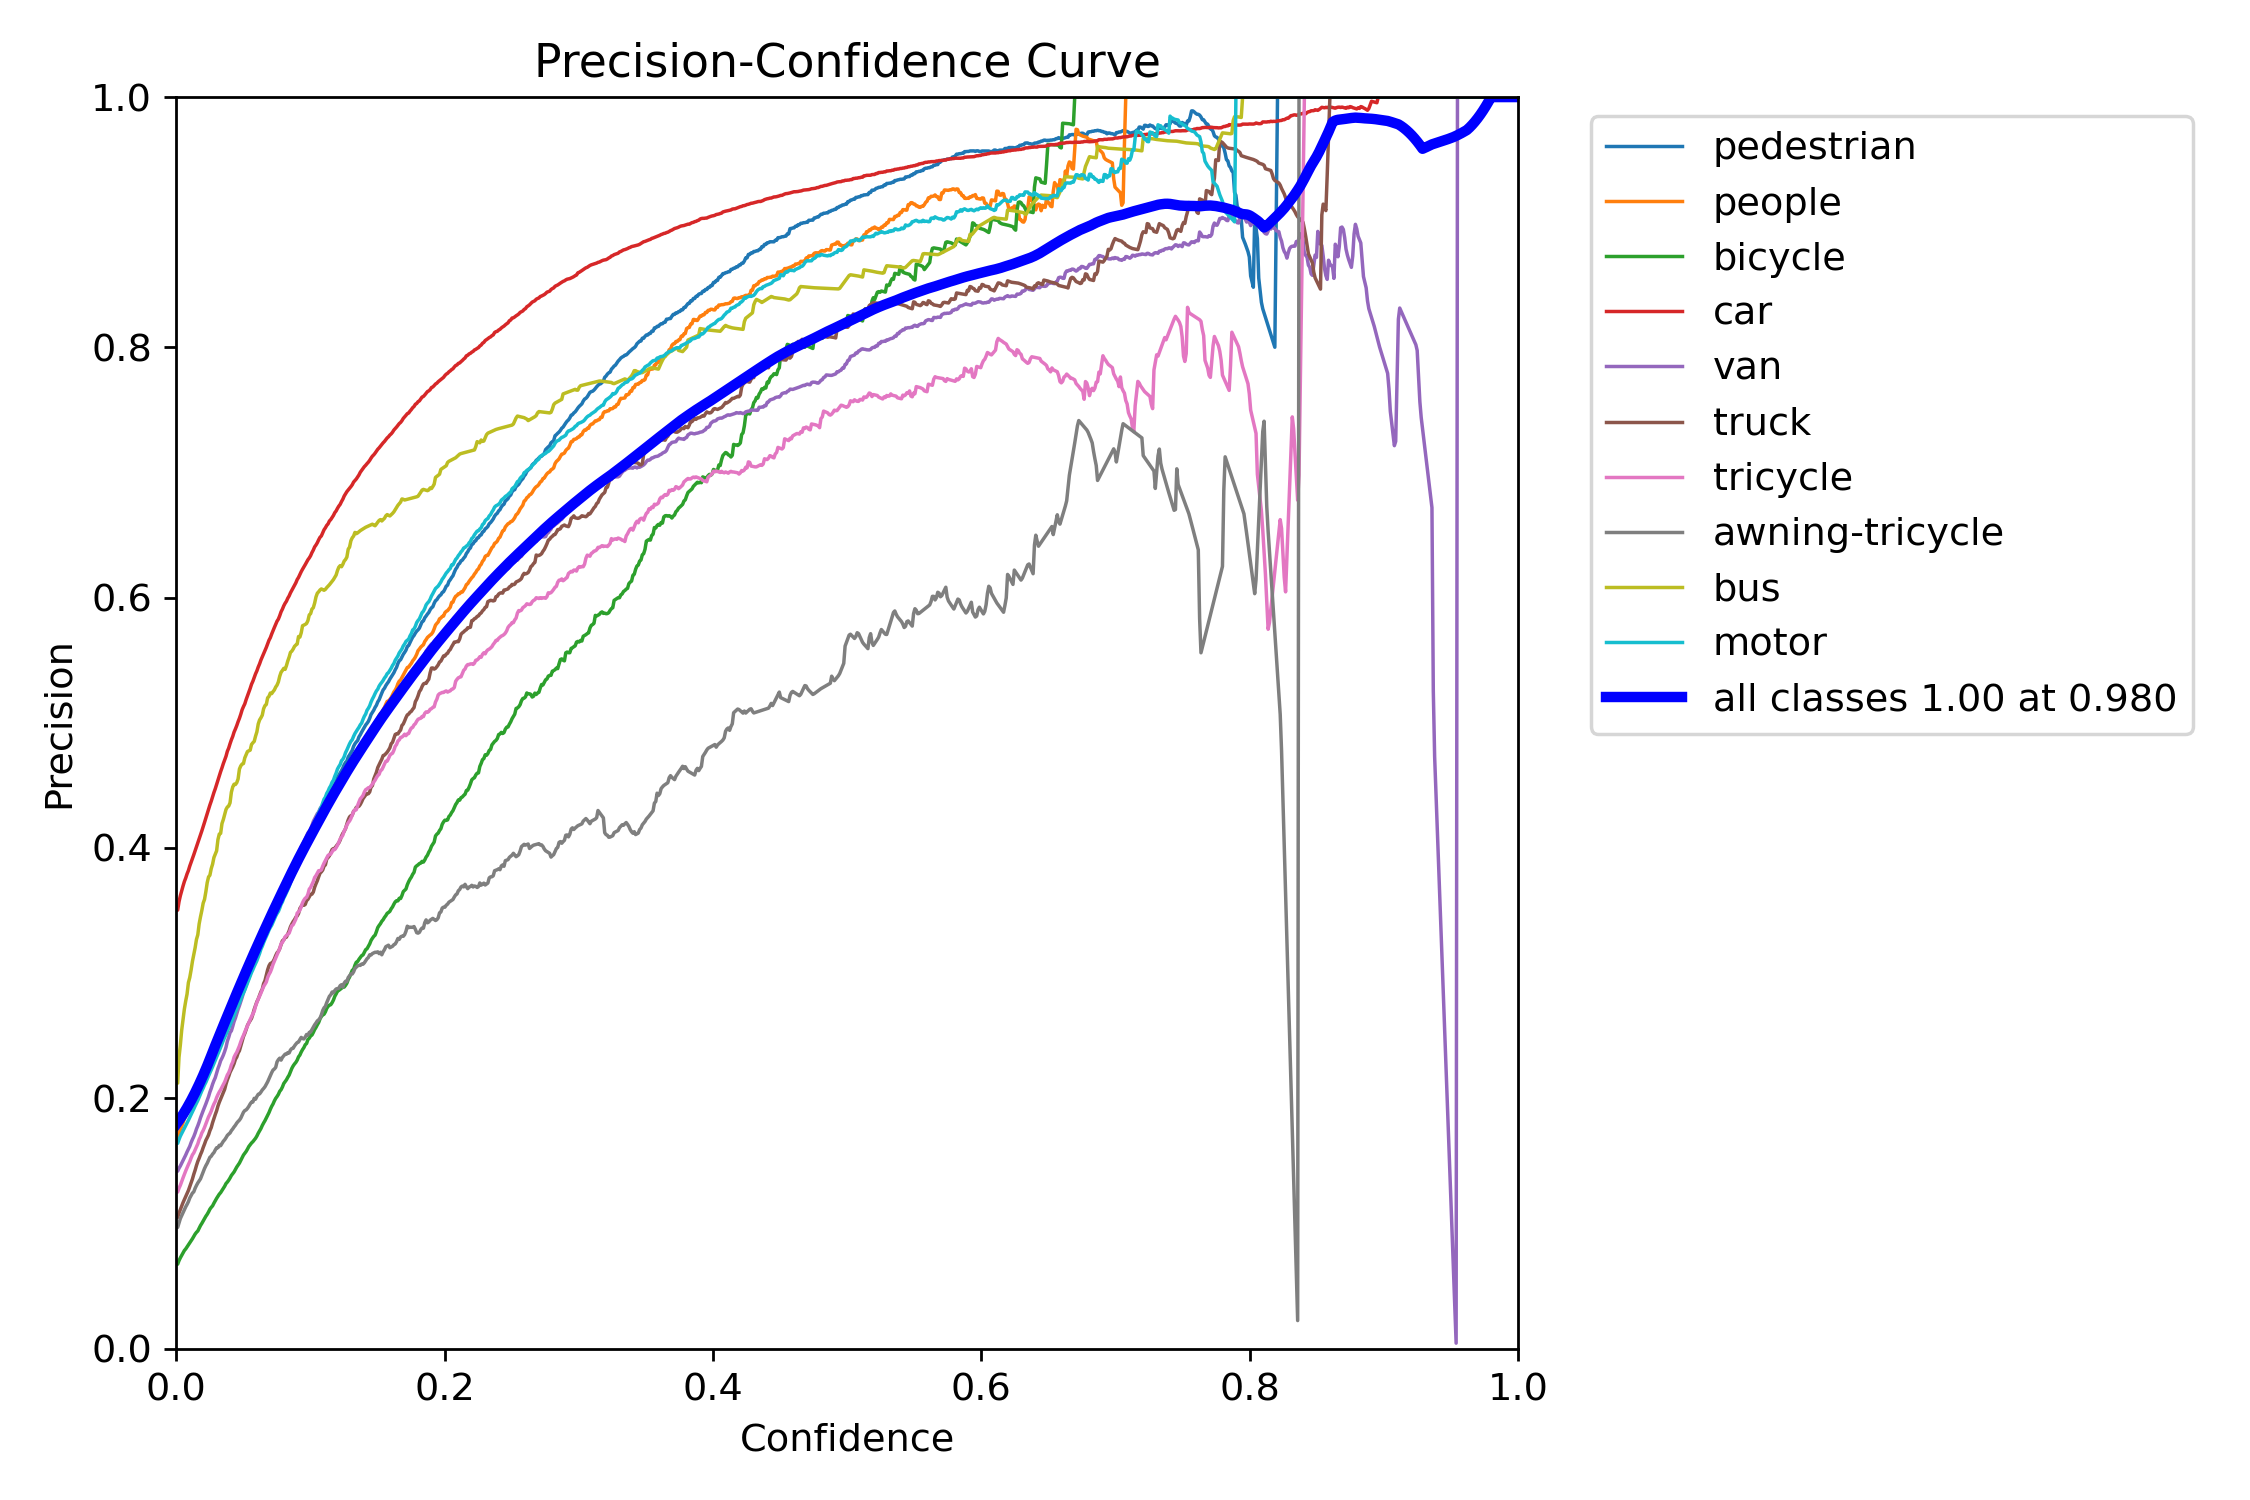 Precision-Confidence Curve
1.0
0.8
0.6
0.4
0.2
0.0
Precision
0.0 0.2 0.4 0.6 0.8 1.0
Confidence
pedestrian
people
bicycle
car
van
truck
tricycle
awning-tricycle
bus
motor
all classes 1.00 at 0.980